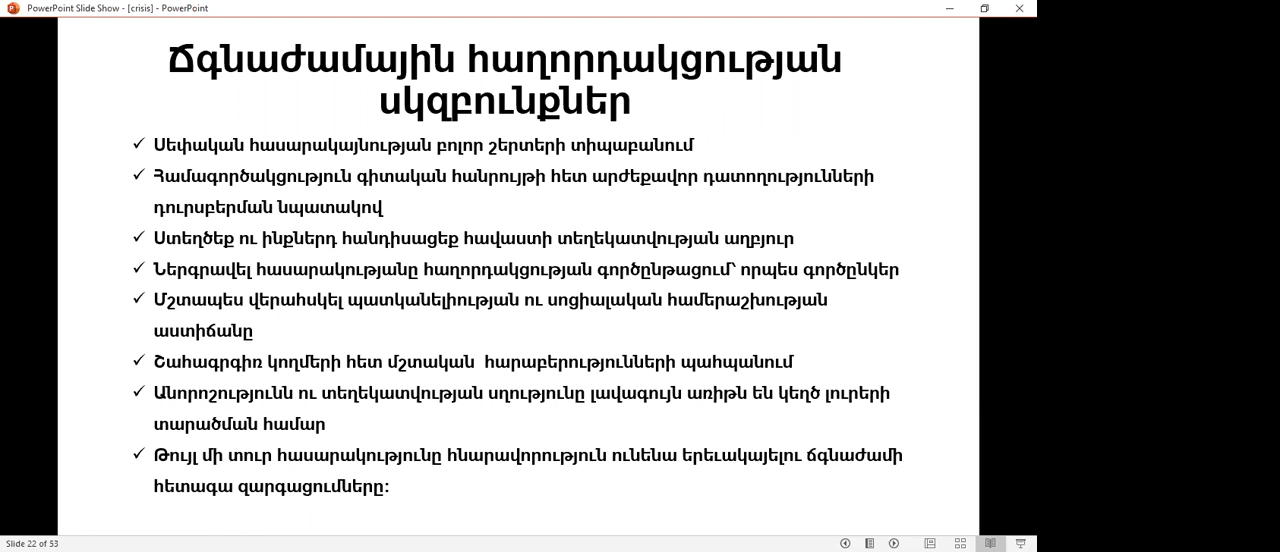 PowerPoint Slide Show - [crisis] - PowerPoint
Ճգնաժամային հաղորդակցության
սկզբունքներ
✓ Սեփական հասարակայնության բոլոր շերտերի տիպաբանում
✓ Համագործակցություն գիտական հանրույթի հետ արժեքավոր դատողությունների
դուրսբերման նպատակով
✓ Ստեղծեք ու ինքներդ հանդիսացեք հավաստի տեղեկատվության աղբյուր
✓ Ներգրավել հասարակությանը հաղորդակցության գործընթացում՝ որպես գործընկեր
✓ Մշտապես վերահսկել պատկանելիության ու սոցիալական համերաշխության
աստիճանը
✓ Շահագրգիռ կողմերի հետ մշտական հարաբերությունների պահպանում
✓ Անորոշությունն ու տեղեկատվության սղությունը լավագույն առիթն են կեղծ լուրերի
տարածման համար
✓ Թույլ մի տուր հասարակությունը հնարավորություն ունենա երեւակայելու ճգնաժամի
հետագա զարգացումները:
Slide 22 of 53